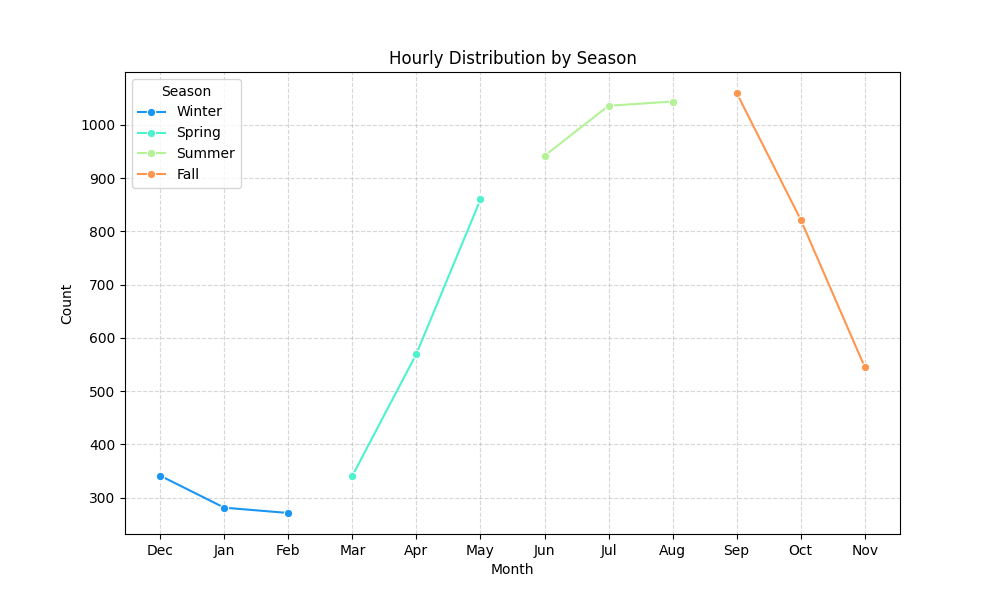 Hourly Distribution by Season
Season
Winter
Spring
Summer
Fall
1000
900
800
700
600
500
400
300
Count
Dec Jan Feb Mar Apr May Jun Jul Aug Sep Oct Nov
Month